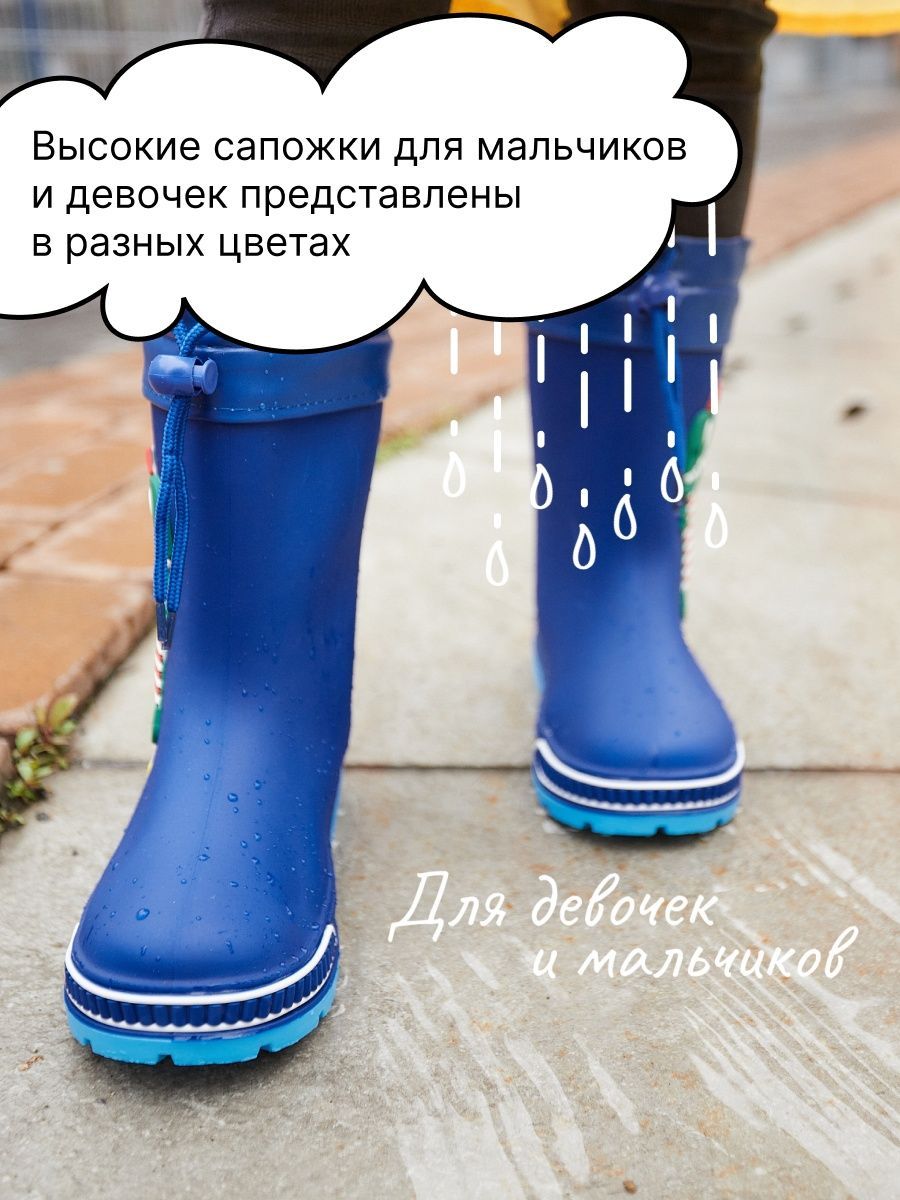 Высокие сапожки для мальчиков
и девочек представлены
в разных цветах
Для девочек
и мальчиков